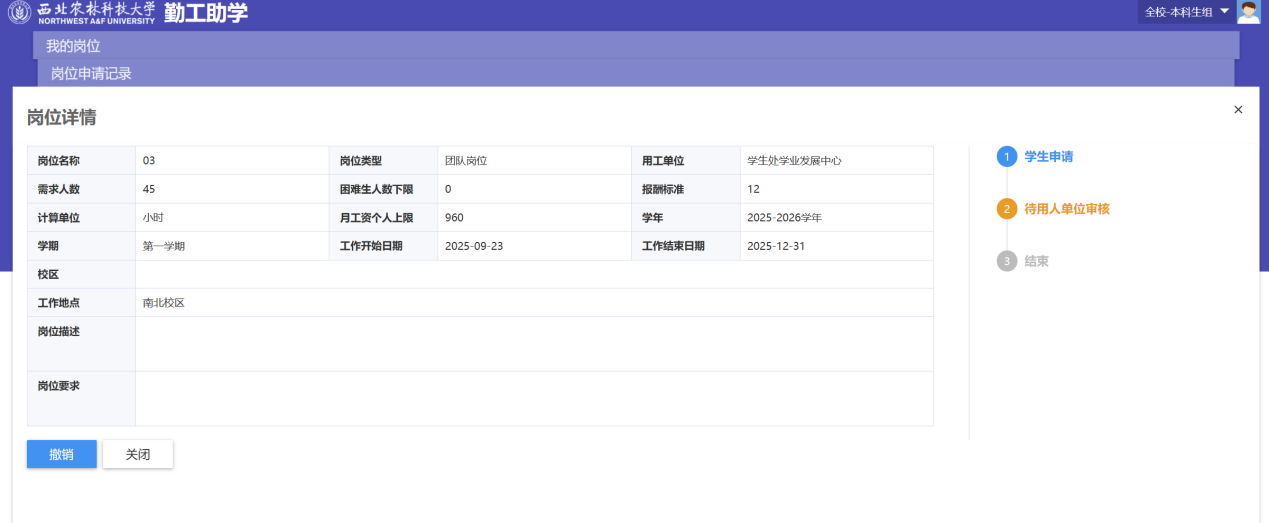 西北农林科技大学 勤工助学
NORTHWEST A&F UNIVERSITY
全校-本科生组
我的岗位
岗位申请记录
岗位详情 ×
岗位名称 03 岗位类型 团队岗位 用工单位 学生处学业发展中心
需求人数 45 困难生人数下限 0 报酬标准 12
计算单位 小时 月工资个人上限 960 学年 2025-2026学年
学期 第一学期 工作开始日期 2025-09-23 工作结束日期 2025-12-31
校区
工作地点 南北校区
岗位描述
岗位要求
撤销 关闭
1 学生申请
2 待用人单位审核
3 结束